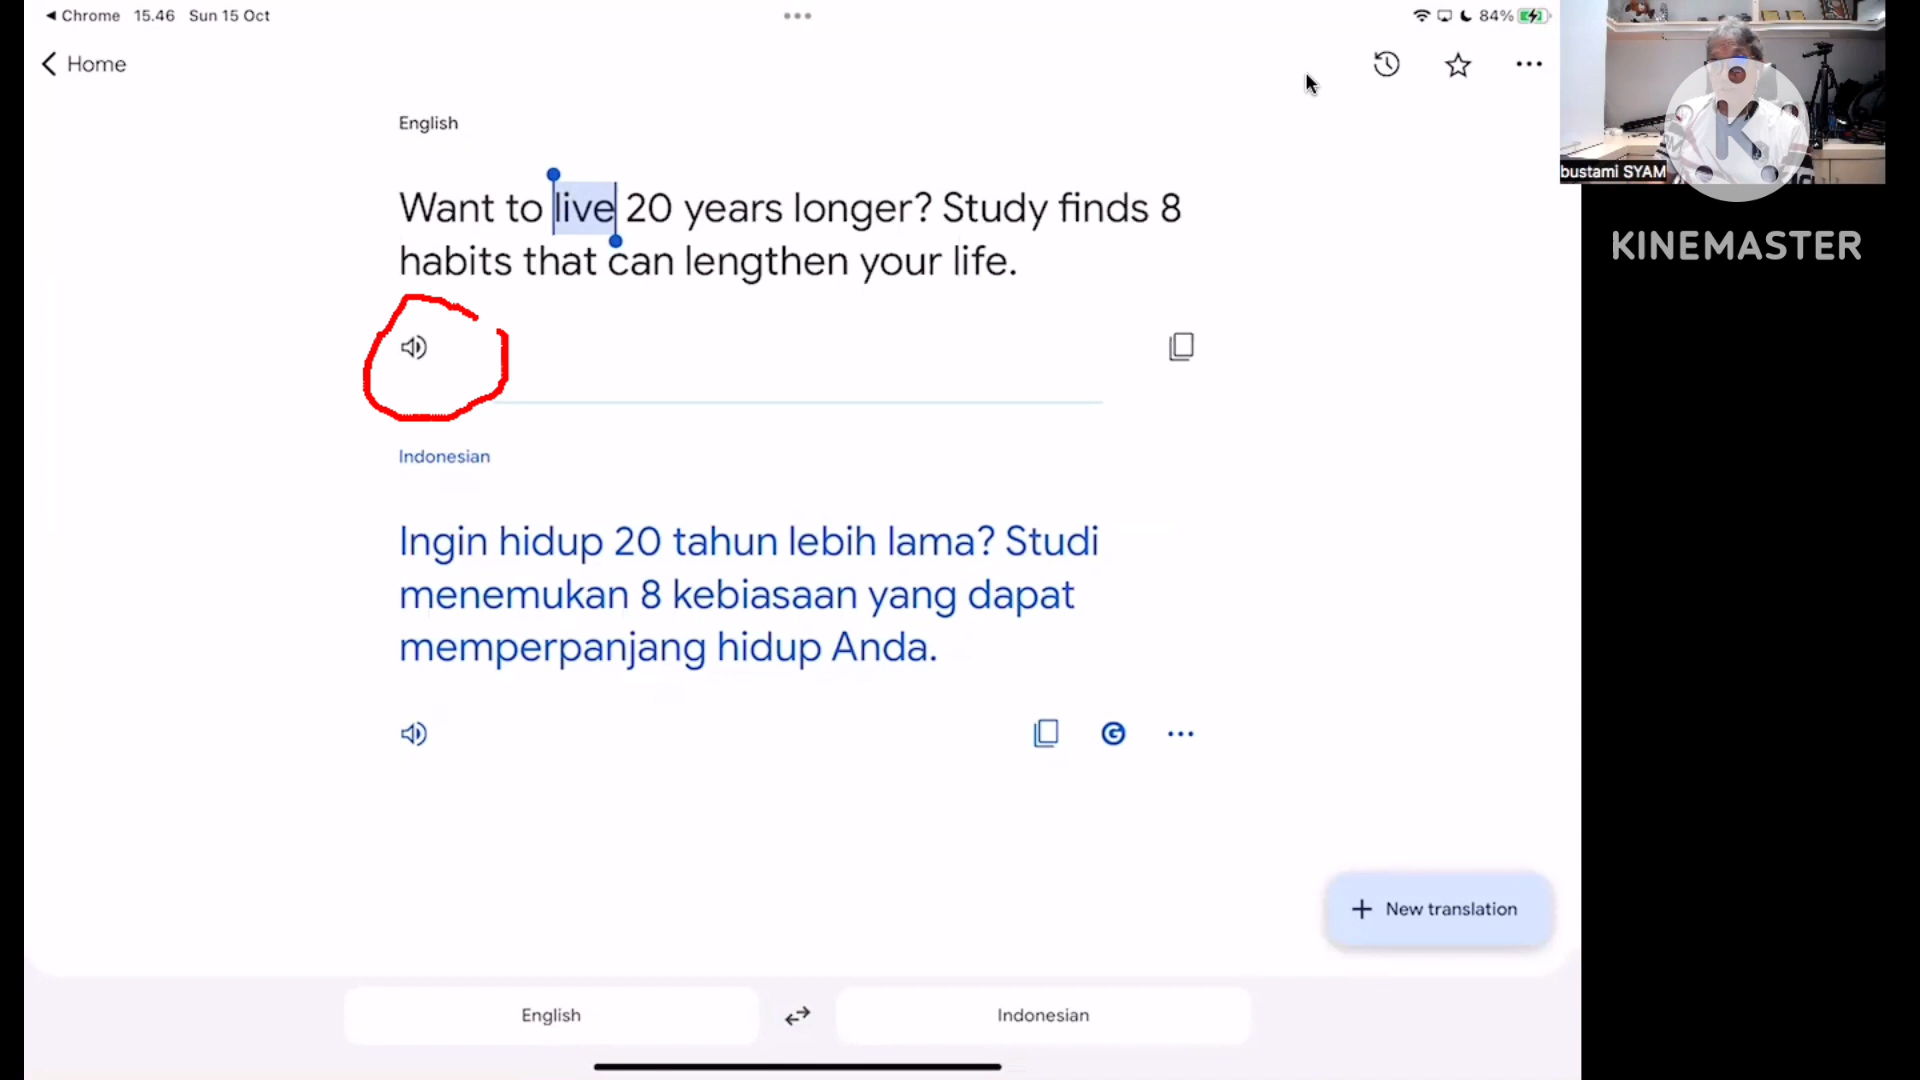 Chrome 15.46 Sun 15 Oct
84%
Home
English
Want to live 20 years longer? Study finds 8
habits that can lengthen your life.
Indonesian
Ingin hidup 20 tahun lebih lama? Studi
menemukan 8 kebiasaan yang dapat
memperpanjang hidup Anda.
New translation
English
Indonesian
bustami SYAM
K
KINEMASTER